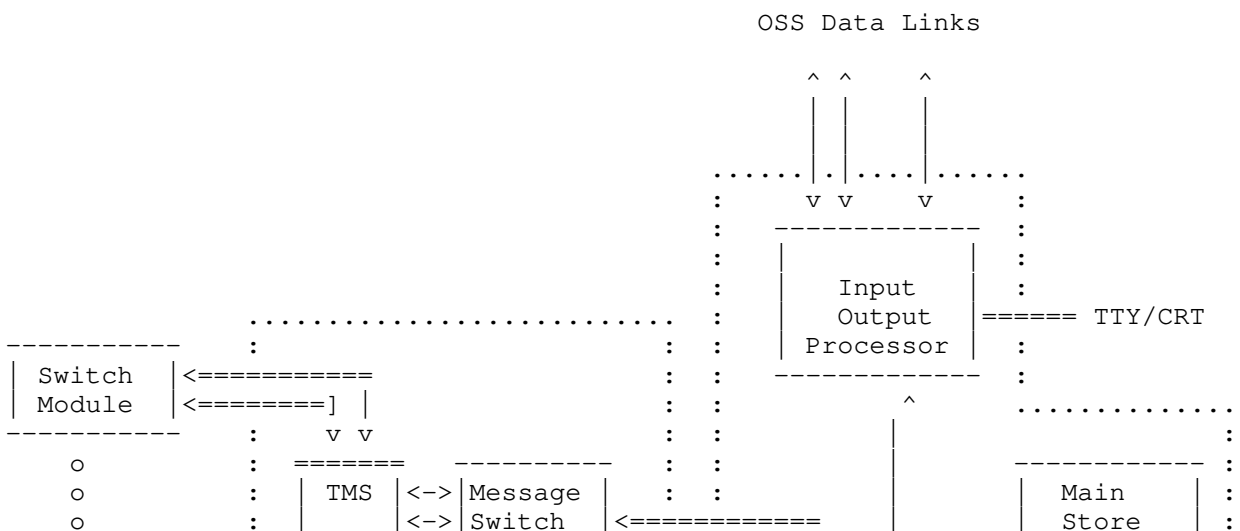 OSS Data Links
^ ^ ^
v v v
Input
Output ====== TTY/CRT
Processor
Switch <===========
Module <========] |
^
v v
o ======= ----------
o | TMS |<->|Message | Main
o | |<->|Switch |<============ | Store